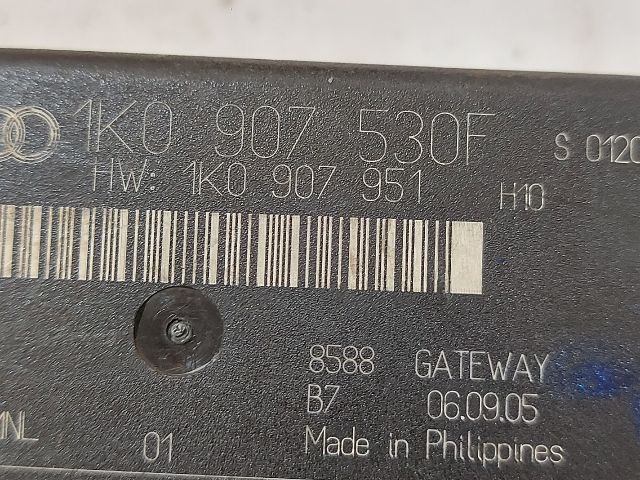 1K0 907 530F S 0120
HW: 1K0 907 951 H10
8588 GATEWAY
B7 06.09.05
01 Made in Philippines